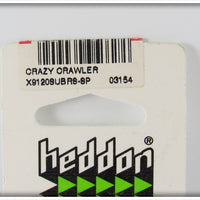 CRAZY CRAWLER
X9120SUBRS-SP 03154
heddon®